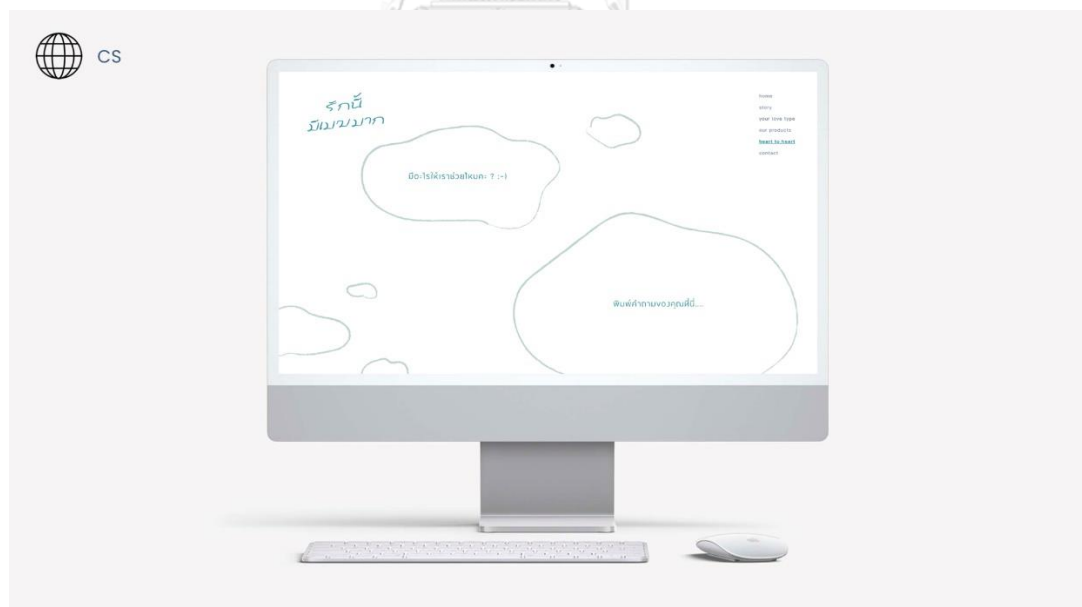 CS
รักนี้
มีเมฆมาก
มีอะไรให้เราช่วยไหมคะ ? :-)
home
story
your love type
our products
heart to heart
contact
พิมพ์คำถามของคุณที่นี่....